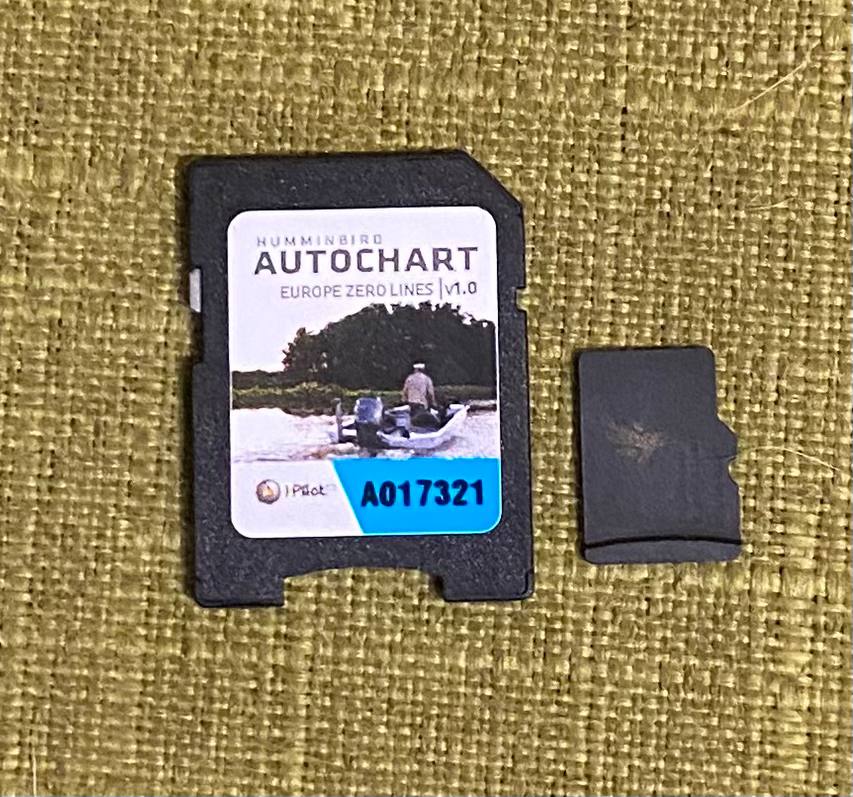 HUMMINBIRD
AUTOCHART
EUROPE ZERO LINES | v1.0
i-Pilot
A017321